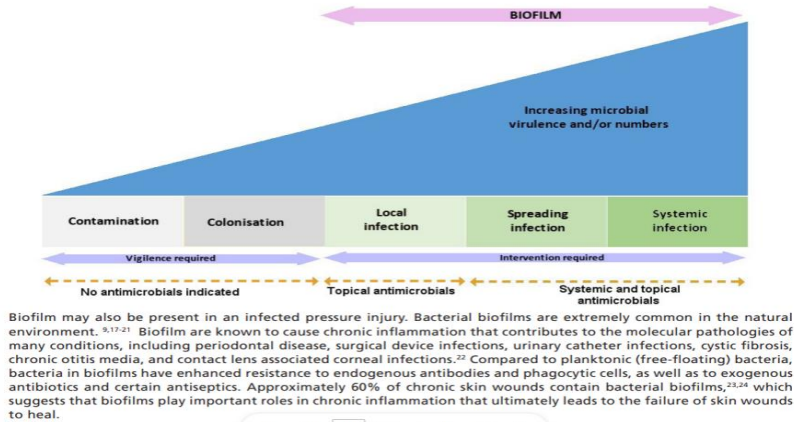 BIOFILM
Increasing microbial
virulence and/or numbers
Contamination
Colonisation
Local
infection
Spreading
infection
Systemic
infection
Vigilence required
Intervention required
No antimicrobials indicated
Topical antimicrobials
Systemic and topical
antimicrobials
Biofilm may also be present in an infected pressure injury. Bacterial biofilms are extremely common in the natural
environment. 9,17-21 Biofilm are known to cause chronic inflammation that contributes to the molecular pathologies of
many conditions, including periodontal disease, surgical device infections, urinary catheter infections, cystic fibrosis,
chronic otitis media, and contact lens associated corneal infections.22 Compared to planktonic (free-floating) bacteria,
bacteria in biofilms have enhanced resistance to endogenous antibodies and phagocytic cells, as well as to exogenous
antibiotics and certain antiseptics. Approximately 60% of chronic skin wounds contain bacterial biofilms,23,24 which
suggests that biofilms play important roles in chronic inflammation that ultimately leads to the failure of skin wounds
to heal.